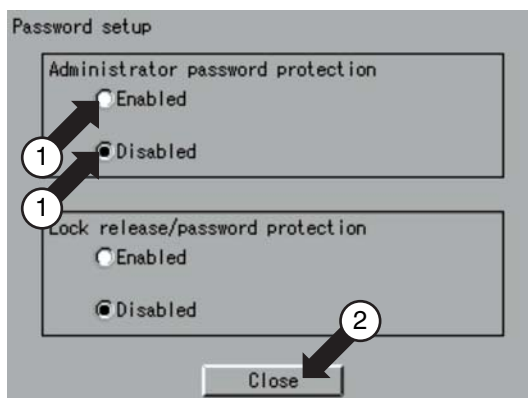 Password setup
Administrator password protection
Enabled
1
Disabled
1
Lock release/password protection
Enabled
Disabled
2
Close